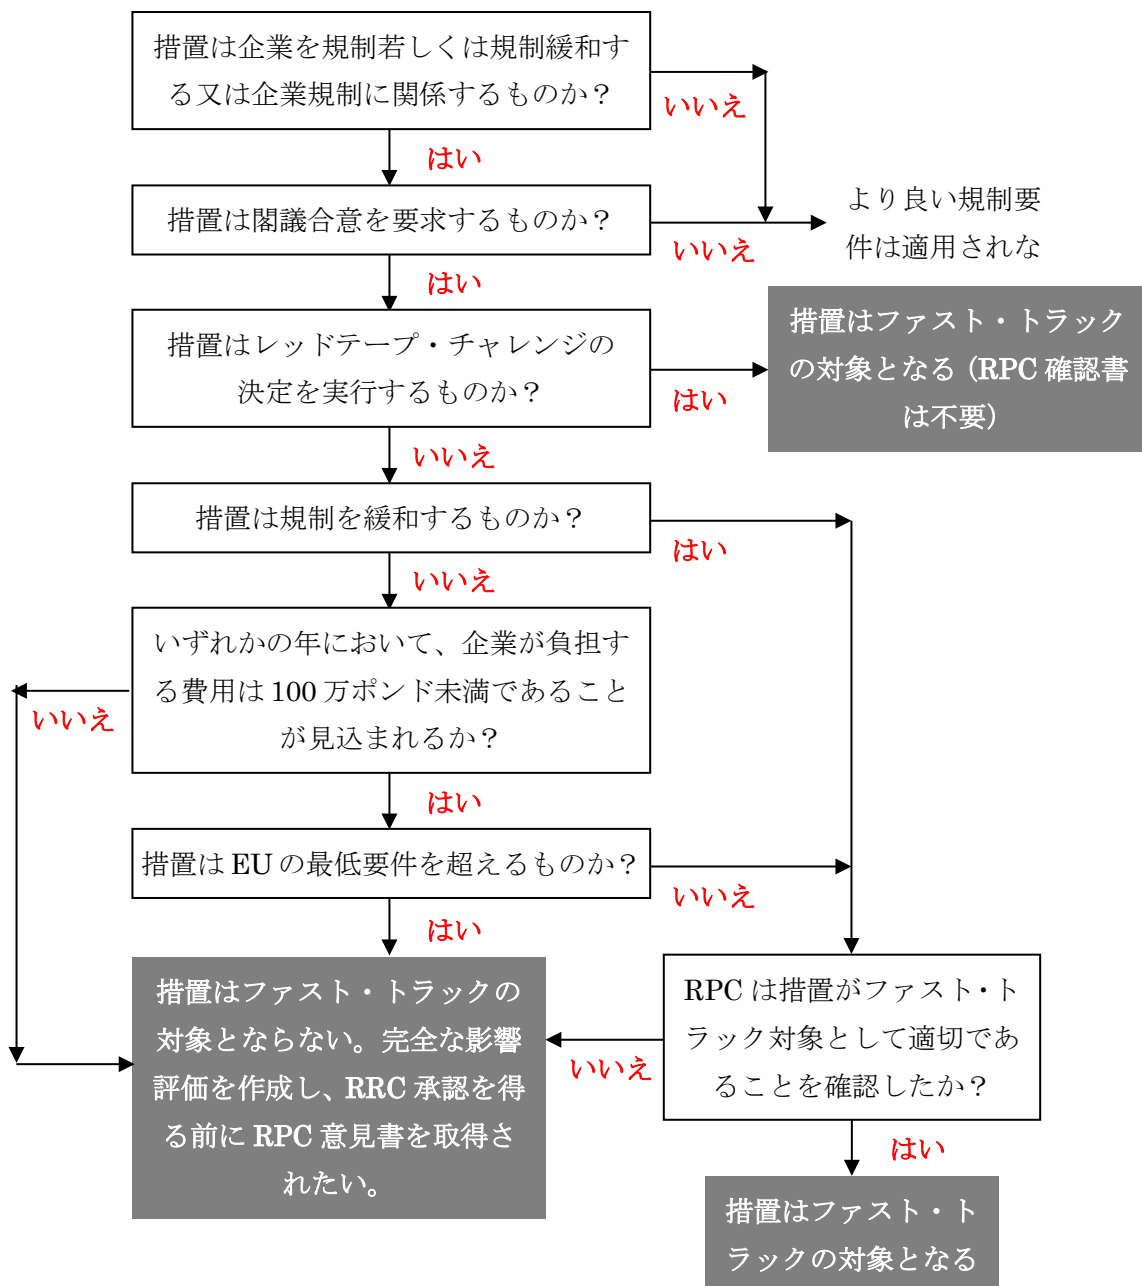 措置は企業を規制若しくは規制緩和す
る又は企業規制に関係するものか？
いいえ
はい
措置は閣議合意を要求するものか？
いいえ
より良い規制要
件は適用されな
はい
措置はレッドテープ・チャレンジの
決定を実行するものか？
はい
措置はファスト・トラック
の対象となる（RPC 確認書
は不要）
いいえ
措置は規制を緩和するものか？
はい
いいえ
いずれかの年において、企業が負担す
る費用は 100 万ポンド未満であること
が見込まれるか？
いいえ
はい
措置は EU の最低要件を超えるものか？
いいえ
はい
措置はファスト・トラックの
対象とならない。完全な影響
評価を作成し、RRC 承認を得
る前に RPC 意見書を取得さ
れたい。
RPC は措置がファスト・ト
ラック対象として適切であ
ることを確認したか？
いいえ
はい
措置はファスト・ト
ラックの対象となる